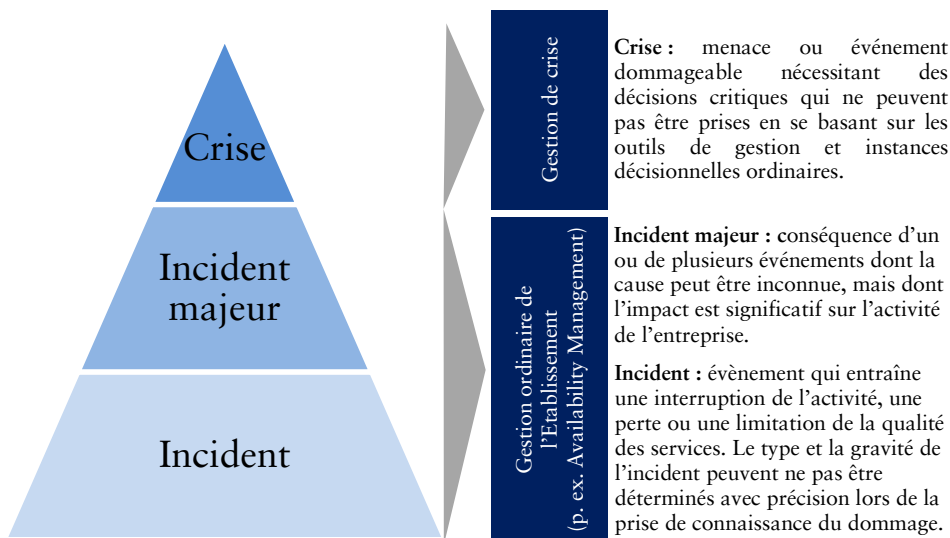 Crise
Incident
majeur
Incident
Gestion de crise
Gestion ordinaire de
l’Etablissement
(p. ex. Availability Management)
Crise : menace ou événement
dommageable nécessitant des
décisions critiques qui ne peuvent
pas être prises en se basant sur les
outils de gestion et instances
décisionnelles ordinaires.
Incident majeur : conséquence d’un
ou de plusieurs événements dont la
cause peut être inconnue, mais dont
l’impact est significatif sur l’activité
de l’entreprise.
Incident : évènement qui entraîne
une interruption de l’activité, une
perte ou une limitation de la qualité
des services. Le type et la gravité de
l’incident peuvent ne pas être
déterminés avec précision lors de la
prise de connaissance du dommage.